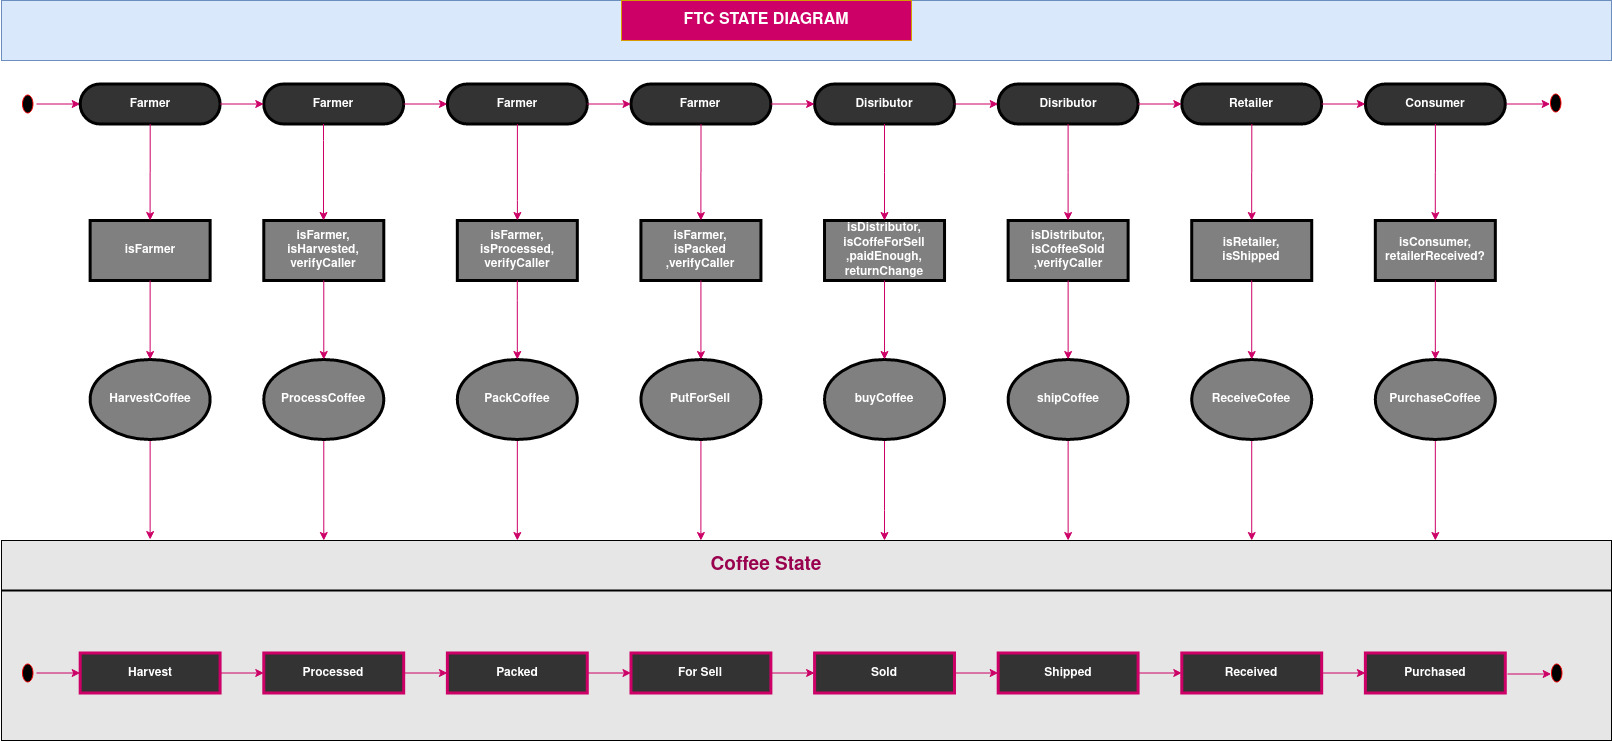 FTC STATE DIAGRAM
Farmer
Farmer
Farmer
Farmer
Disributor
Disributor
Retailer
Consumer
isFarmer
isFarmer,
isHarvested,
verifyCaller
isFarmer,
isProcessed,
verifyCaller
isFarmer,
isPacked
,verifyCaller
isDistributor,
isCoffeForSell
,paidEnough,
returnChange
isDistributor,
isCoffeeSold
,verifyCaller
isRetailer,
isShipped
isConsumer,
retailerReceived?
HarvestCoffee
ProcessCoffee
PackCoffee
PutForSell
buyCoffee
shipCoffee
ReceiveCofee
PurchaseCoffee
Coffee State
Harvest
Processed
Packed
For Sell
Sold
Shipped
Received
Purchased